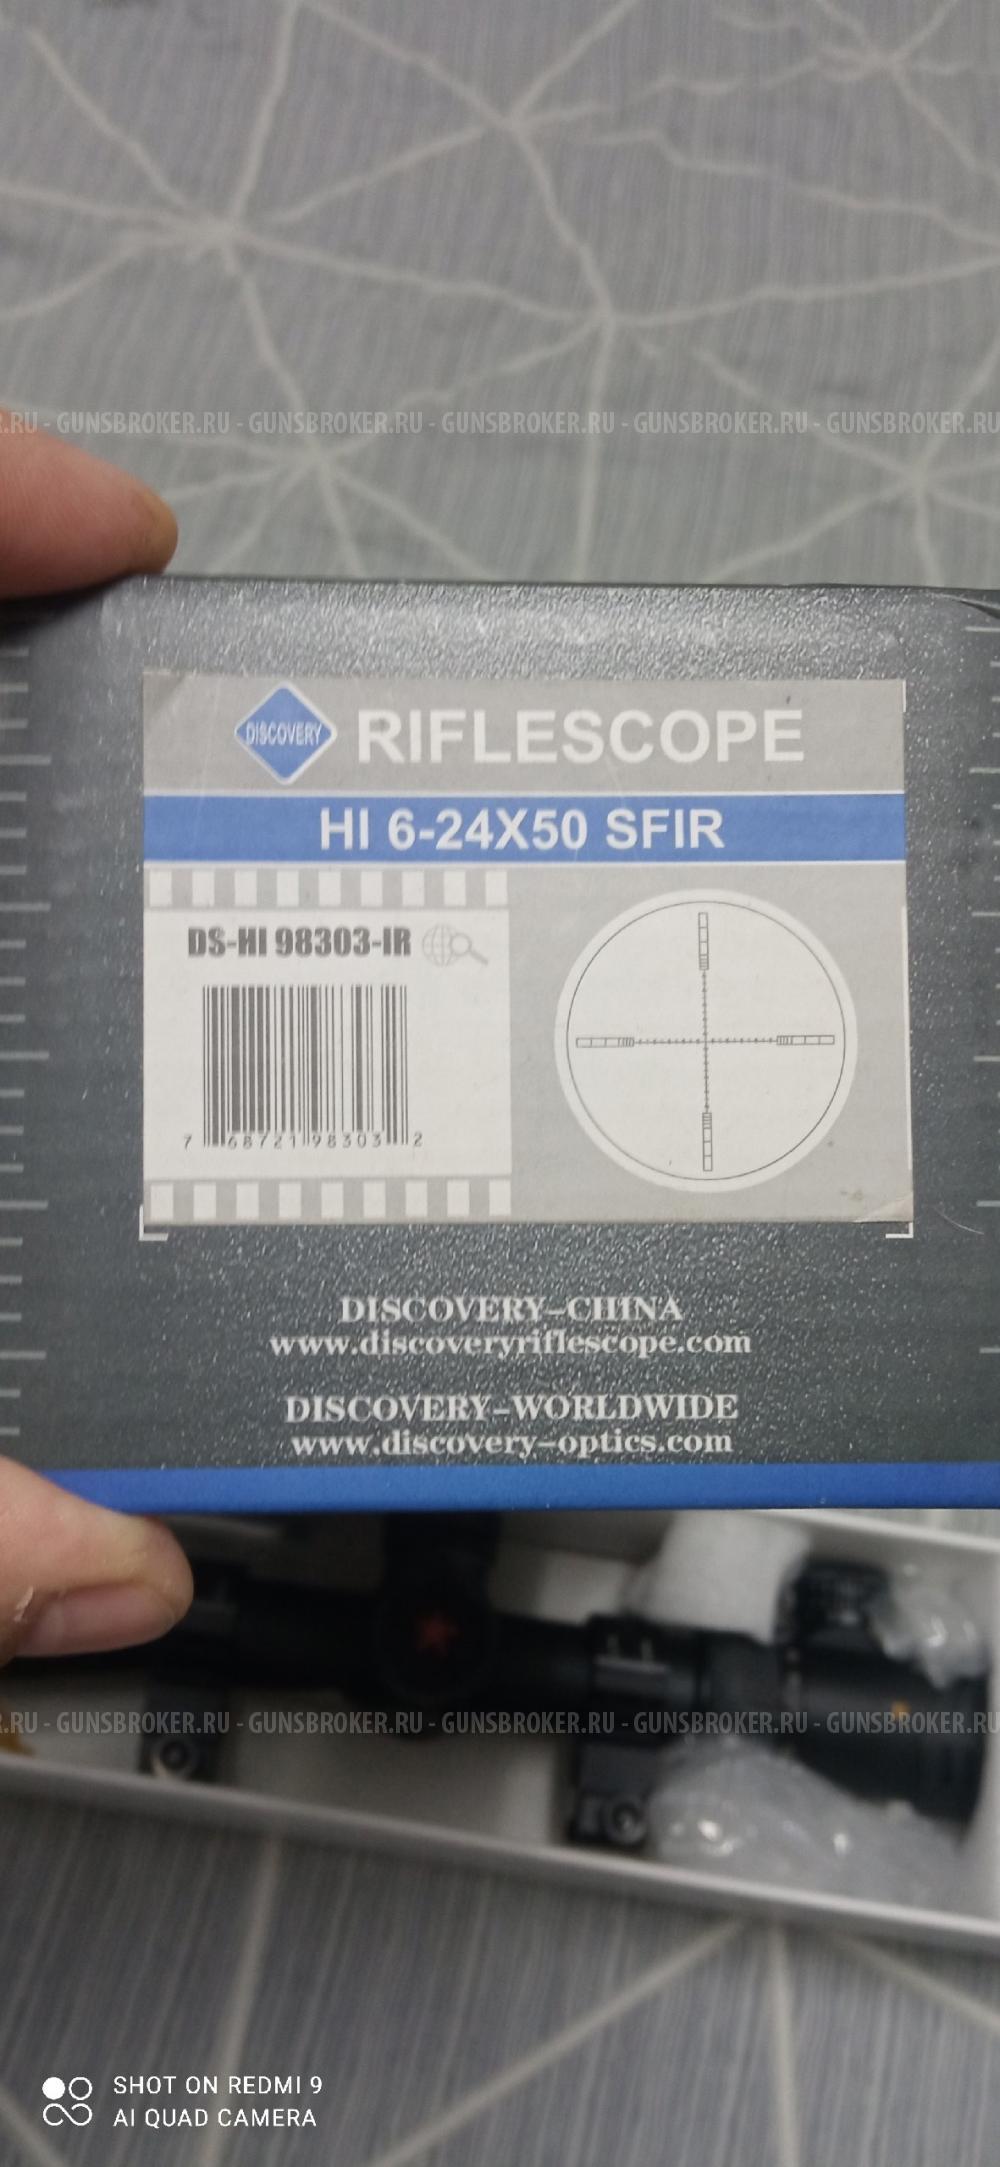 .RU - GUNSBROKER.RU - GUNSBROKER.RU - GUNSBROKER.RU - GUNSBROKER.RU - GUNSBROKER.RU
DISCOVERY
RIFLESCOPE
HI 6-24X50 SFIR
DS-HI 98303-IR
7 68721 98303 2
DISCOVERY-CHINA
www.discoveryriflescope.com
DISCOVERY-WORLDWIDE
www.discovery-optics.com
.RU - GUNSBROKER.RU - GUNSBROKER.RU - GUNSBROKER.RU - GUNSBROKER.RU - GUNSBROKER.RU
SHOT ON REDMI 9
AI QUAD CAMERA